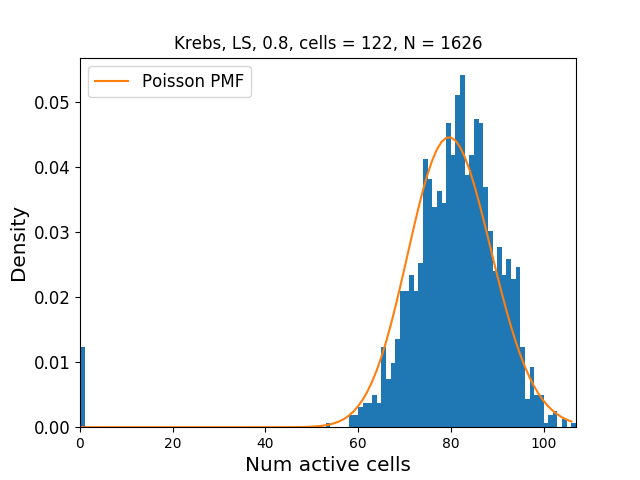 Krebs, LS, 0.8, cells = 122, N = 1626
Poisson PMF
Density
0.05
0.04
0.03
0.02
0.01
0.00
0 20 40 60 80 100
Num active cells